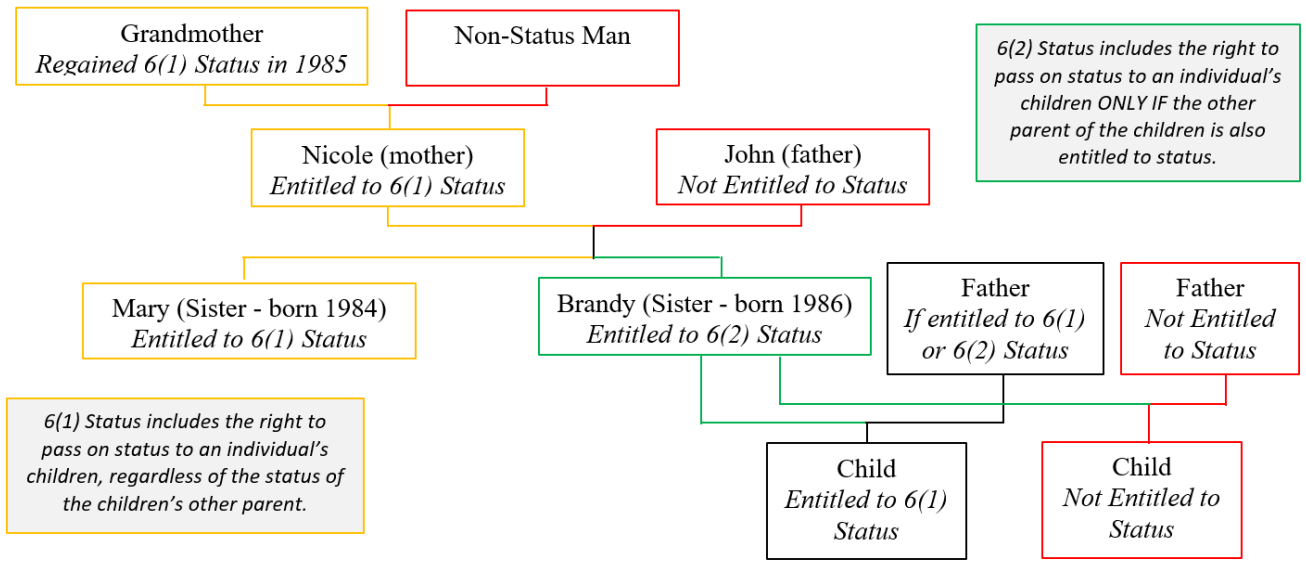 Grandmother
Regained 6(1) Status in 1985
Non-Status Man
6(2) Status includes the right to
pass on status to an individual's
children ONLY IF the other
parent of the children is also
entitled to status.
Nicole (mother)
Entitled to 6(1) Status
John (father)
Not Entitled to Status
Mary (Sister - born 1984)
Entitled to 6(1) Status
Brandy (Sister - born 1986)
Entitled to 6(2) Status
Father
If entitled to 6(1)
or 6(2) Status
Father
Not Entitled
to Status
6(1) Status includes the right to
pass on status to an individual's
children, regardless of the status of
the children's other parent.
Child
Entitled to 6(1)
Status
Child
Not Entitled to
Status